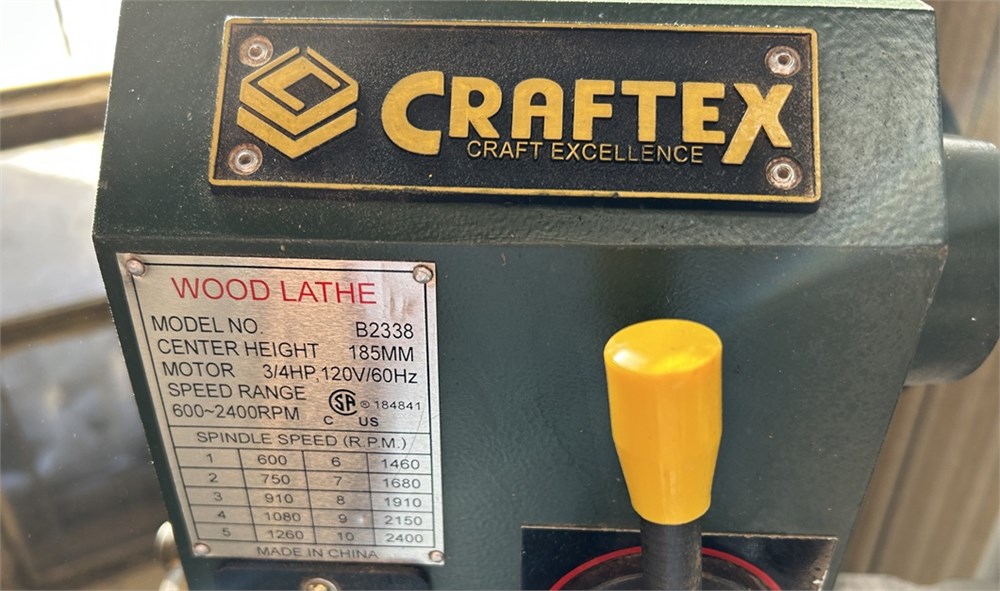 CRAFTEX
CRAFT EXCELLENCE
WOOD LATHE
MODEL NO. B2338
CENTER HEIGHT 185MM
MOTOR 3/4HP,120V/60Hz
SPEED RANGE
600~2400RPM SA ® 184841
C US
SPINDLE SPEED (R.P.M.)
1 600 6 1460
2 750 7 1680
3 910 8 1910
4 1080 9 2150
5 1260 10 2400
MADE IN CHINA